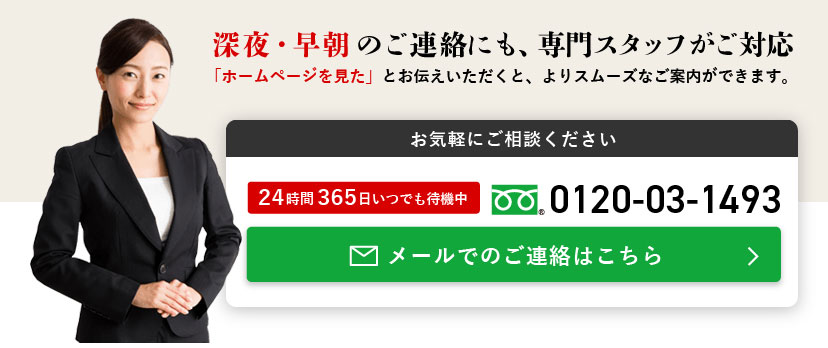 深夜・早朝のご連絡にも、専門スタッフがご対応
「ホームページを見た」とお伝えいただくと、よりスムーズなご案内ができます。
お気軽にご相談ください
24時間365日いつでも待機中
® 0120-03-1493
メールでのご連絡はこちら